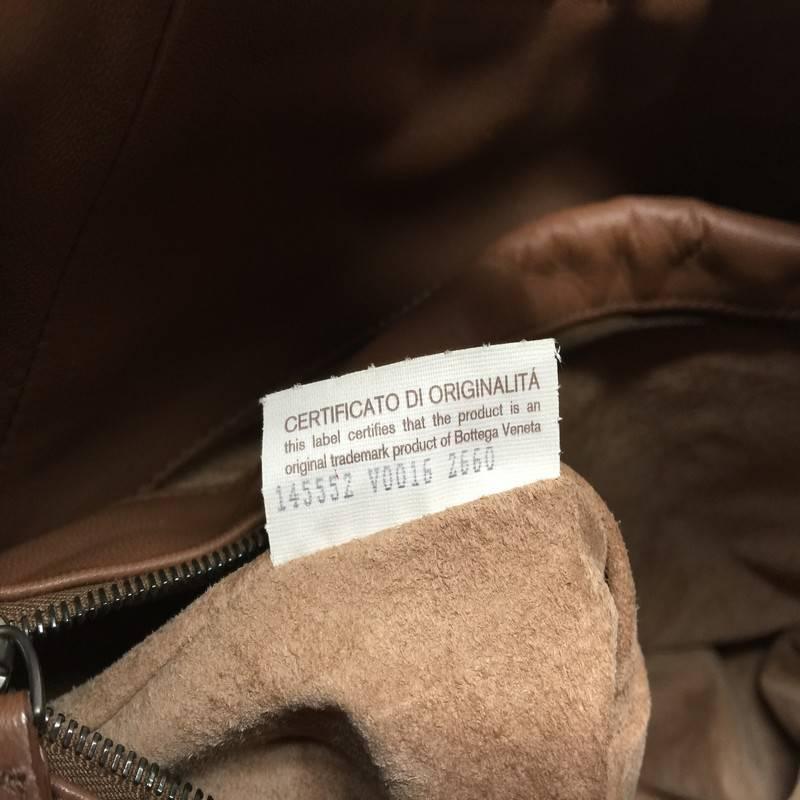 CERTIFICATO DI ORIGINALITÁ
this label certifies that the product is an
original trademark product of Bottega Veneta
145552 V0016 2660